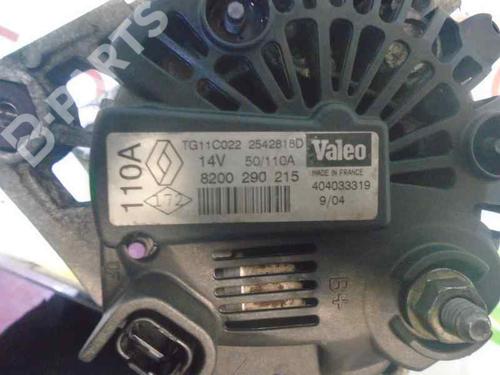 B-PARTS
110A
172
TG11C022 2542818D
14V 50/110A
8200 290 215
Valeo
MADE IN FRANCE
404033319
9/04
B+